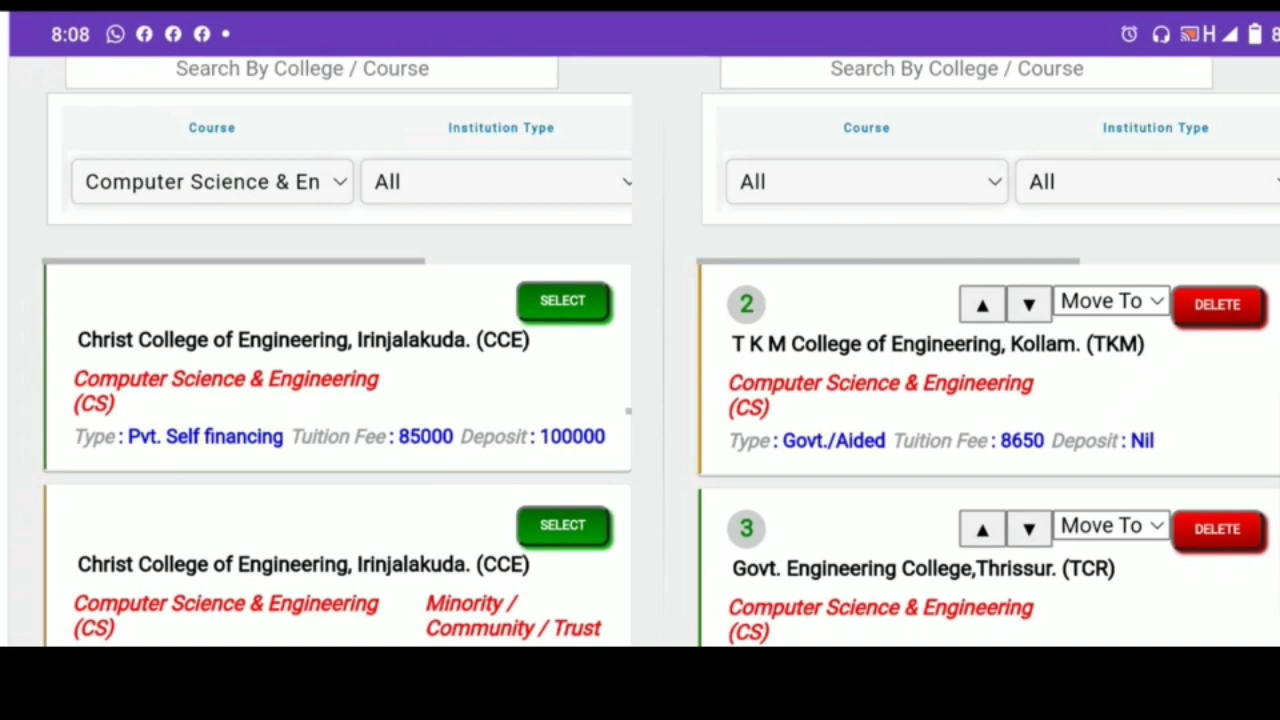 8:08
H
8
Search By College / Course
Course
Institution Type
Computer Science & En
All
SELECT
Christ College of Engineering, Irinjalakuda. (CCE)
Computer Science & Engineering
(CS)
Type : Pvt. Self financing Tuition Fee : 85000 Deposit : 100000
SELECT
Christ College of Engineering, Irinjalakuda. (CCE)
Computer Science & Engineering
(CS)
Minority /
Community / Trust
Search By College / Course
Course
Institution Type
All
All
2
▲
▼
Move To
DELETE
T K M College of Engineering, Kollam. (TKM)
Computer Science & Engineering
(CS)
Type : Govt./Aided Tuition Fee : 8650 Deposit : Nil
3
▲
▼
Move To
DELETE
Govt. Engineering College,Thrissur. (TCR)
Computer Science & Engineering
(CS)